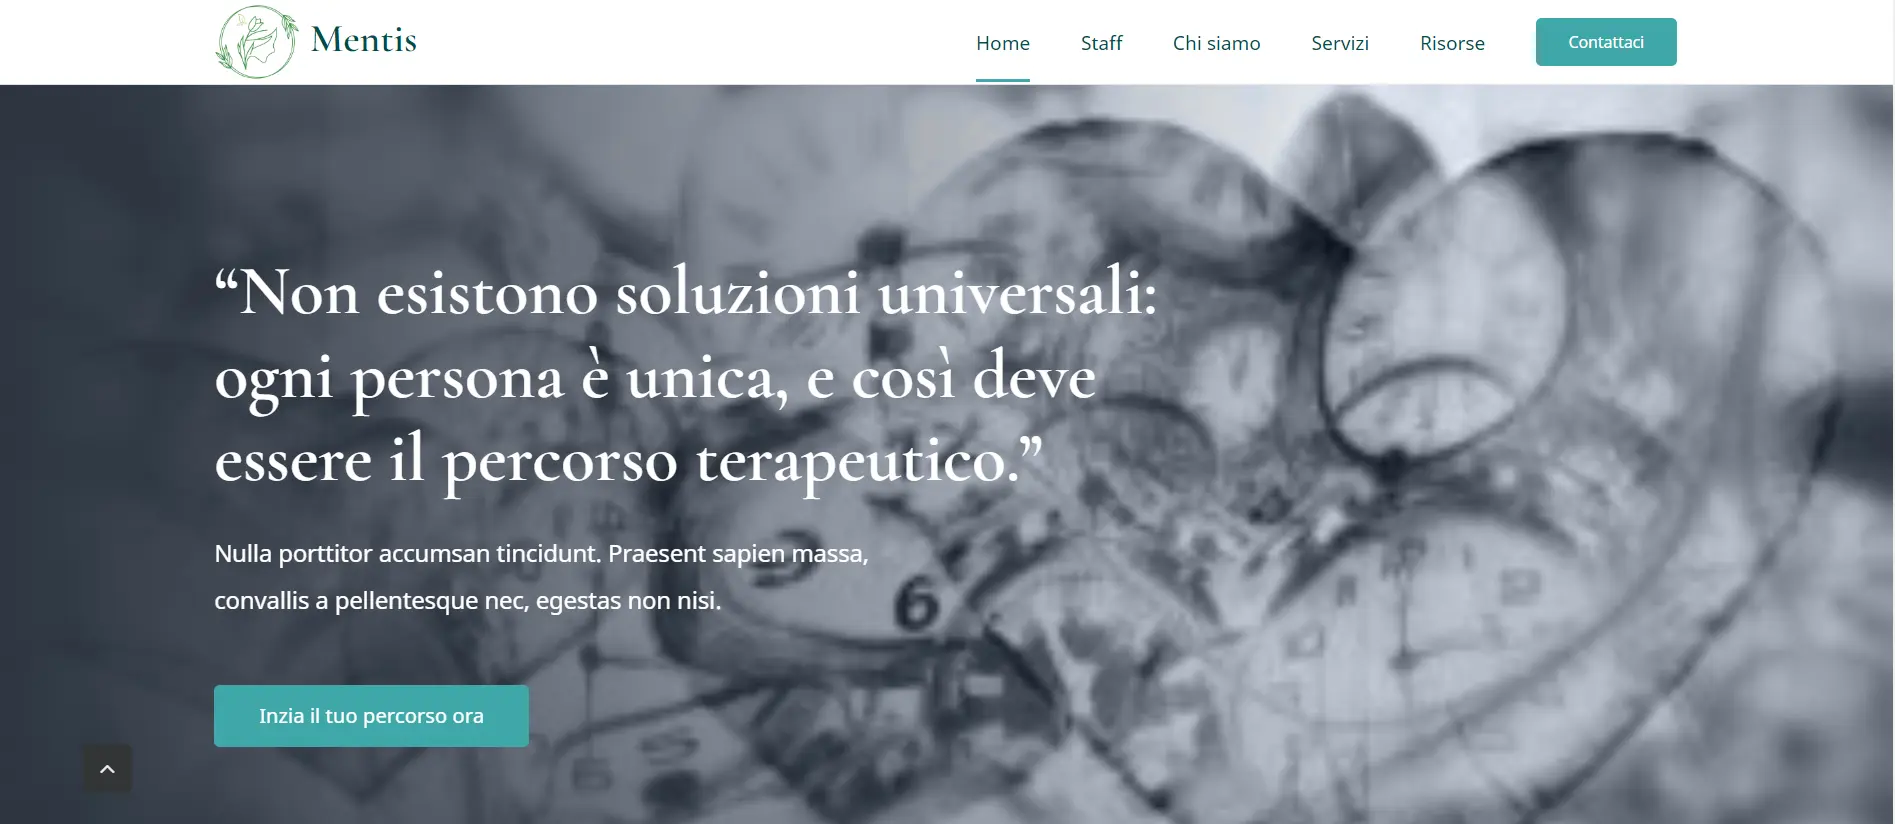 Mentis
Home Staff Chi siamo Servizi Risorse Contattaci
“Non esistono soluzioni universali:
ogni persona è unica, e così deve
essere il percorso terapeutico.”
Nulla porttitor accumsan tincidunt. Praesent sapien massa,
convallis a pellentesque nec, egestas non nisi.
6
Inzia il tuo percorso ora